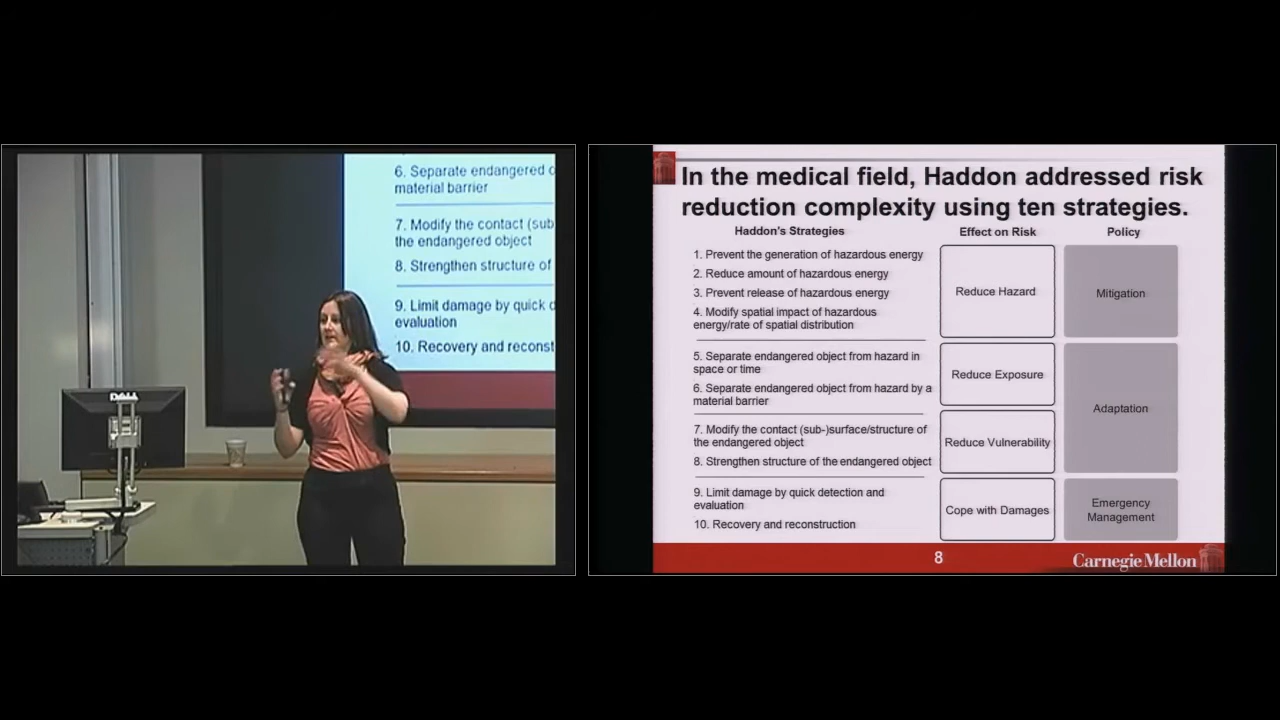 6. Separate endangered
material barrier
7. Modify the contact (sub
the endangered object
8. Strengthen structure of
9. Limit damage by quick
evaluation
10. Recovery and reconst
DELL
In the medical field, Haddon addressed risk
reduction complexity using ten strategies.
Haddon's Strategies
Effect on Risk
Policy
1. Prevent the generation of hazardous energy
2. Reduce amount of hazardous energy
3. Prevent release of hazardous energy
4. Modify spatial impact of hazardous
energy/rate of spatial distribution
Reduce Hazard
Mitigation
5. Separate endangered object from hazard in
space or time
6. Separate endangered object from hazard by a
material barrier
Reduce Exposure
Adaptation
7. Modify the contact (sub-)surface/structure of
the endangered object
8. Strengthen structure of the endangered object
Reduce Vulnerability
9. Limit damage by quick detection and
evaluation
10. Recovery and reconstruction
Cope with Damages
Emergency
Management
8
Carnegie Mellon